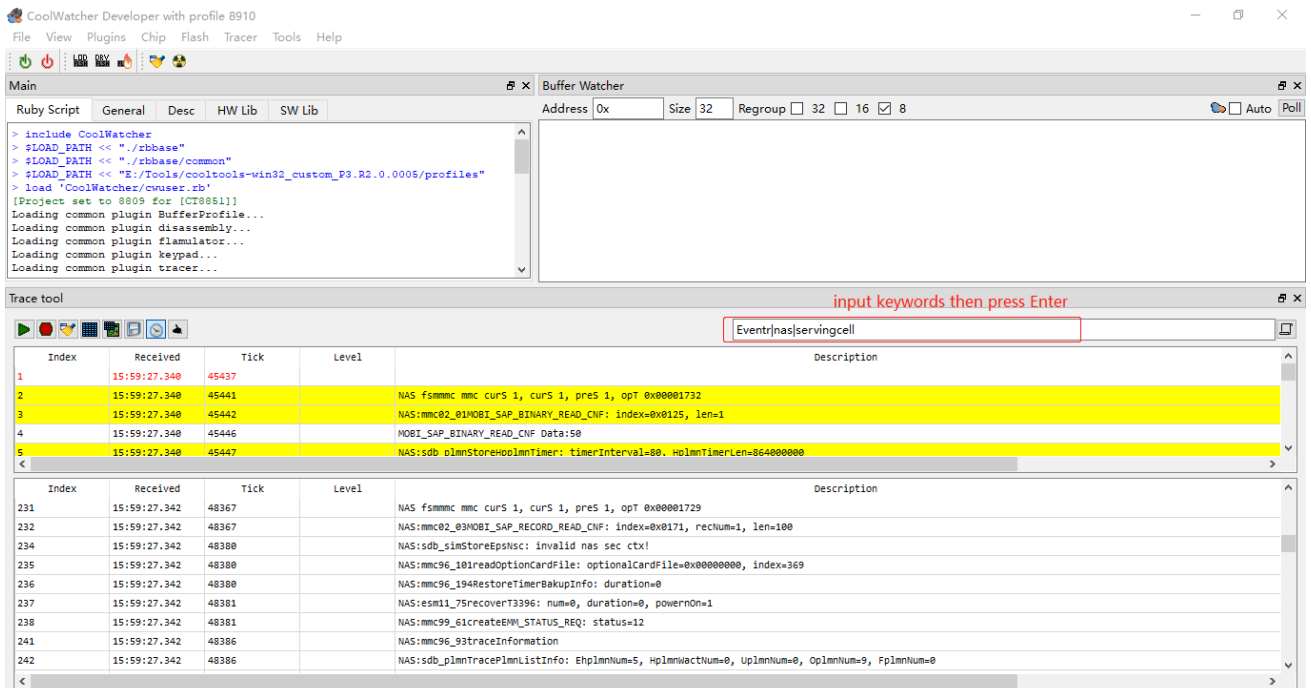 CoolWatcher Developer with profile 8910
File View Plugins Chip Flash Tracer Tools Help
Main
Buffer Watcher
Ruby Script General Desc HW Lib SW Lib
Address 0x Size 32 Regroup 32 16 8 Auto Poll
> include CoolWatcher
> $LOAD_PATH << "./rbbase"
> $LOAD_PATH << "./rbbase/common"
> $LOAD_PATH << "E:/Tools/cooltools-win32_custom_P3.R2.0.0005/profiles"
> load 'CoolWatcher/cwuser.rb'
[Project set to 8809 for [CT8851]]
Loading common plugin BufferProfile...
Loading common plugin disassembly...
Loading common plugin flamulator...
Loading common plugin keypad...
Loading common plugin tracer...
Trace tool
input keywords then press Enter
Eventr|nas|servingcell
Index Received Tick Level Description
1 15:59:27.340 45437
2 15:59:27.340 45441 NAS fsmmmc mmc curS 1, curS 1, preS 1, opT 0x00001732
3 15:59:27.340 45442 NAS:mmc02_01MOBI_SAP_BINARY_READ_CNF: index=0x0125, len=1
4 15:59:27.340 45446 MOBI_SAP_BINARY_READ_CNF Data:50
5 15:59:27.340 45447 NAS:sdb_plmnStoreHpplmnTimer: timerInterval=80, HplmnTimerLen=864000000
Index Received Tick Level Description
231 15:59:27.342 48367 NAS fsmmmc mmc curS 1, curS 1, preS 1, opT 0x00001729
232 15:59:27.342 48367 NAS:mmc02_03MOBI_SAP_RECORD_READ_CNF: index=0x0171, recNum=1, len=100
234 15:59:27.342 48380 NAS:sdb_simStoreEpsNsc: invalid nas sec ctx!
235 15:59:27.342 48380 NAS:mmc96_101readOptionCardFile: optionalCardFile=0x00000000, index=369
236 15:59:27.342 48380 NAS:mmc96_194RestoreTimerBakupInfo: duration=0
237 15:59:27.342 48381 NAS:esm11_75recoverT3396: num=0, duration=0, powernOn=1
238 15:59:27.342 48381 NAS:mmc99_61createEMM_STATUS_REQ: status=12
241 15:59:27.342 48386 NAS:mmc96_93traceInformation
242 15:59:27.342 48386 NAS:sdb_plmnTracePlmnListInfo: EhplmnNum=5, HplmnWactNum=0, UplmnNum=0, OplmnNum=9, FplmnNum=0